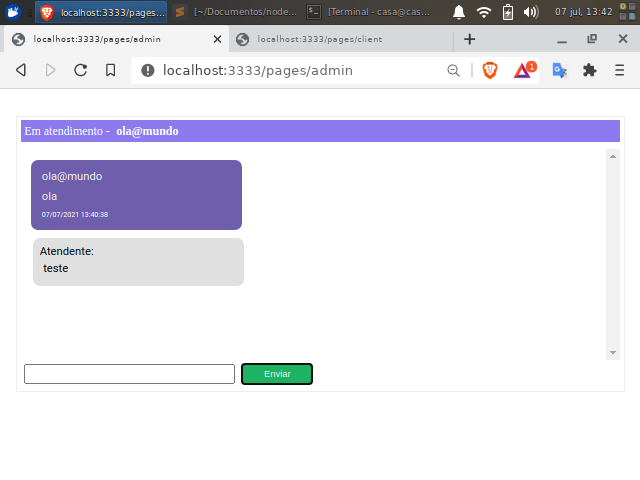 localhost:3333/pages...
[~/Documentos/node...
[Terminal - casa@cas...
07 jul, 13:42
localhost:3333/pages/admin
localhost:3333/pages/client
localhost:3333/pages/admin
1
Em atendimento - ola@mundo
ola@mundo
ola
07/07/2021 13:40:38
Atendente:
teste
Enviar